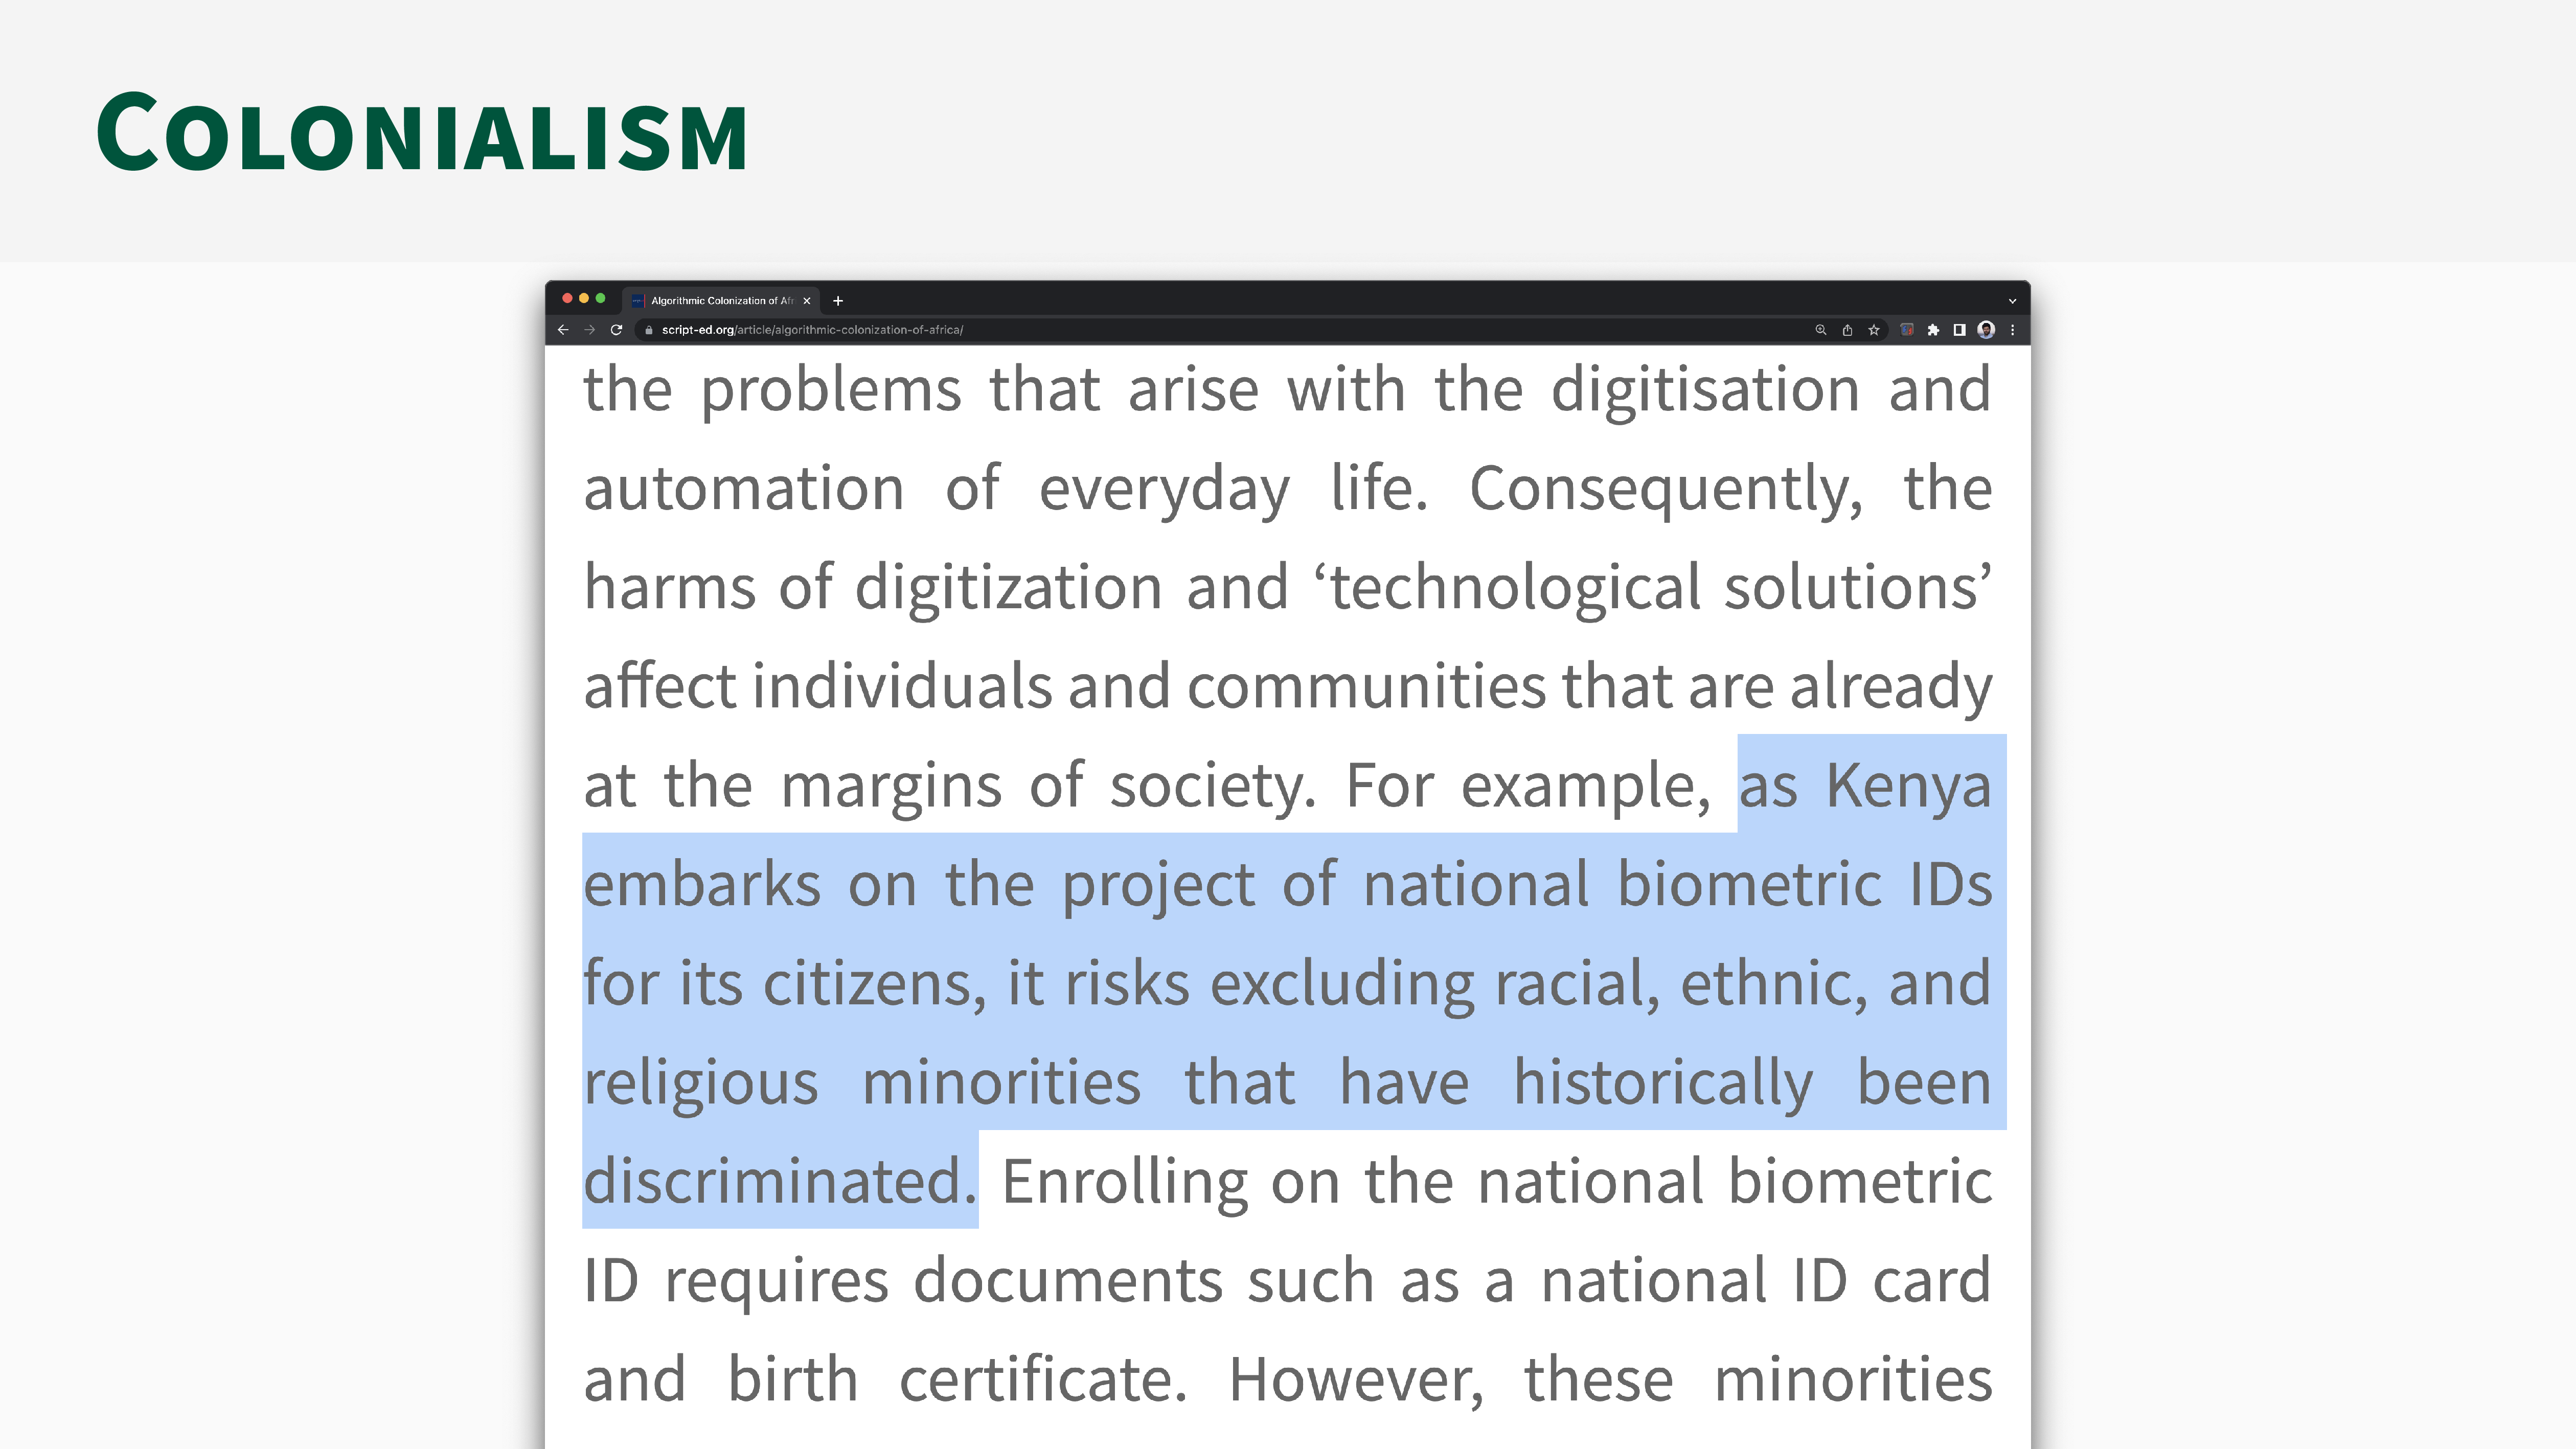 COLONIALISM
Algorithmic Colonization of Afr
script-ed.org/article/algorithmic-colonization-of-africa/
the problems that arise with the digitisation and
automation of everyday life. Consequently, the
harms of digitization and ‘technological solutions’
affect individuals and communities that are already
at the margins of society. For example, as Kenya
embarks on the project of national biometric IDs
for its citizens, it risks excluding racial, ethnic, and
religious minorities that have historically been
discriminated. Enrolling on the national biometric
ID requires documents such as a national ID card
and birth certificate. However, these minorities